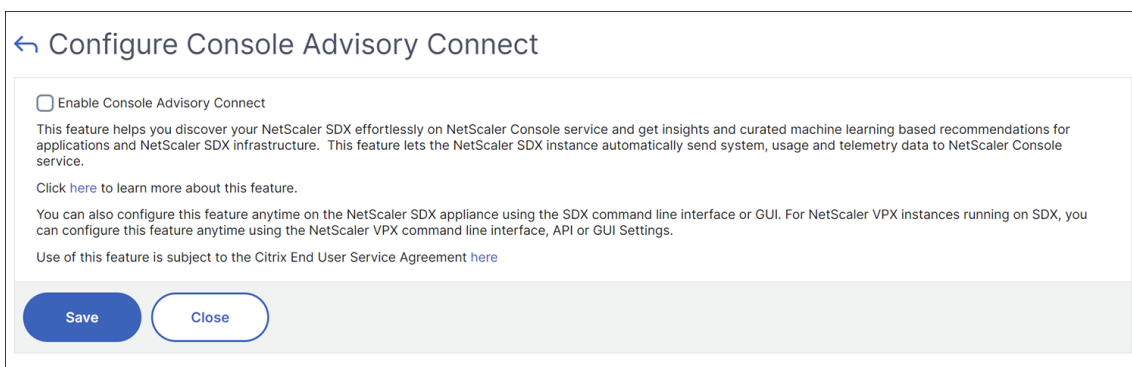 Configure Console Advisory Connect
Enable Console Advisory Connect
This feature helps you discover your NetScaler SDX effortlessly on NetScaler Console service and get insights and curated machine learning based recommendations for
applications and NetScaler SDX infrastructure.  This feature lets the NetScaler SDX instance automatically send system, usage and telemetry data to NetScaler Console
service.
Click here to learn more about this feature.
You can also configure this feature anytime on the NetScaler SDX appliance using the SDX command line interface or GUI. For NetScaler VPX instances running on SDX, you
can configure this feature anytime using the NetScaler VPX command line interface, API or GUI Settings.
Use of this feature is subject to the Citrix End User Service Agreement here
Save Close